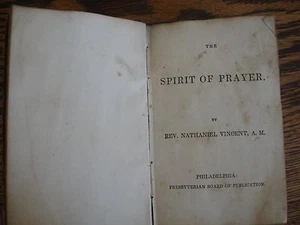 THE
SPIRIT OF PRAYER.
BY
REV. NATHANIEL VINCENT, A. M.
PHILADELPHIA:
PRESBYTERIAN BOARD OF PUBLICATION.